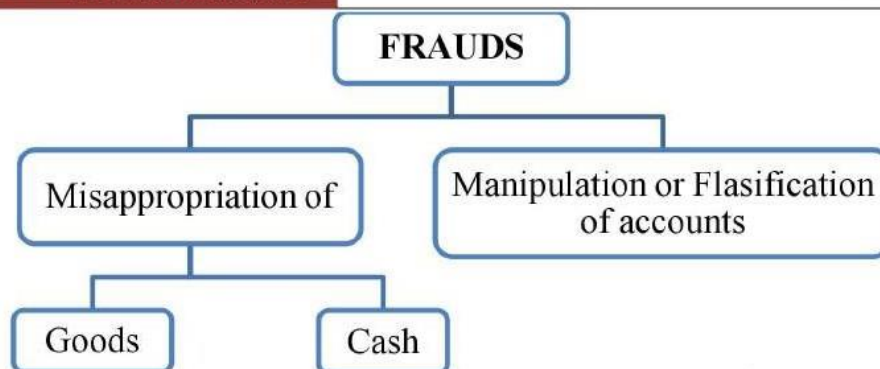 FRAUDS
Misappropriation of
Manipulation or Flasification
of accounts
Goods
Cash